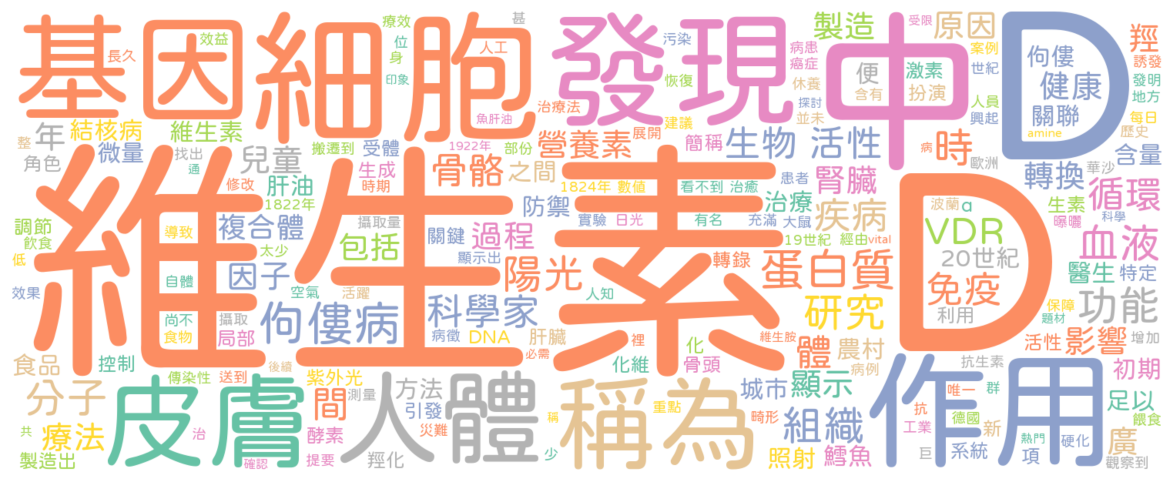 基因
細胞
發現
中
D
維生素D
皮膚
人體
稱為
作用
長久
效益
療效
位
身
甚
人工
印象
魚肝油
污染
恢復
製造
原因
病患
癌症
休養
探討
並未
便
含有
激素
扮演
受限
案例
世紀
人員
興起
佝僂
健康
關聯
羥
誘發
發明
地方
每日
amine
歷史
含量
整
年
結核病
維生素
角色
微量
找出
通
兒童
搬遷到
受體
1922年
部份
治療法
展開
建議
營養素
簡稱
生物
活性
時
病
歐洲
華沙
肝油
1822年
修改
時期
生成
骨骼
之間
1824年
數值
看不到
治癒
患者
腎臟
轉換
循環
科學
生素
曝曬
調節
飲食
低
導致
複合體
太少
攝取量
包括
防禦
關鍵
過程
顯示出
實驗
日光
有名
充滿
大鼠
治療
疾病
19世紀
經由
vital
波蘭
a
VDR
20世紀
血液
醫生
特定
效果
自體
因子
空氣
活躍
陽光
人知
轉錄
蛋白質
免疫
利用
保障
題材
功能
尚不
食物
攝取
局部
佝僂病
科學家
病徵
DNA
肝臟
必需
裡
化維
化
骨頭
維生胺
病例
研究
體
農村
活性
影響
增加
初期
食品
控制
傳染性
送到
後續
紫外光
測量
方法
引發
災難
間
酵素
羥化
分子
療法
共
製造出
治
確認
提要
稱
少
重點
城市
畸形
顯示
組織
照射
鱈魚
抗生素
唯一
群
抗
工業
德國
新
巨
系統
熱門
項
硬化
足以
餵食
廣
觀察到